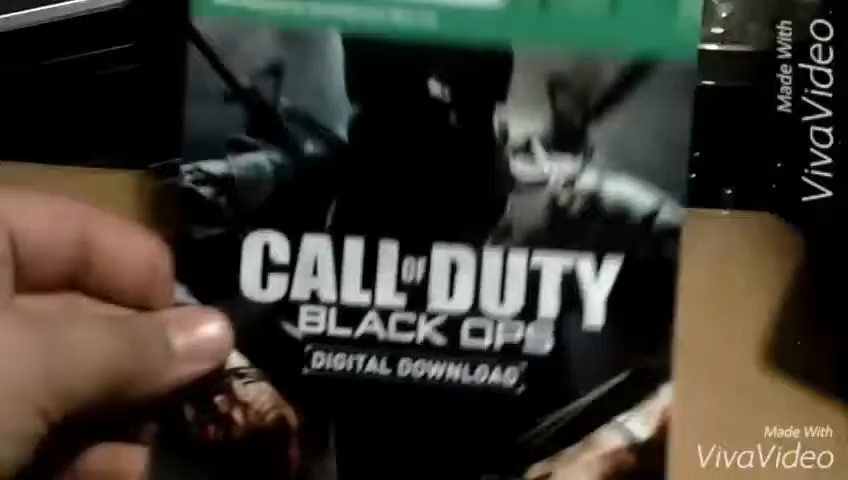 CALL OF DUTY
BLACK OPS
DIGITAL DOWNLOAD
Made With
VivaVideo
Made With
VivaVideo